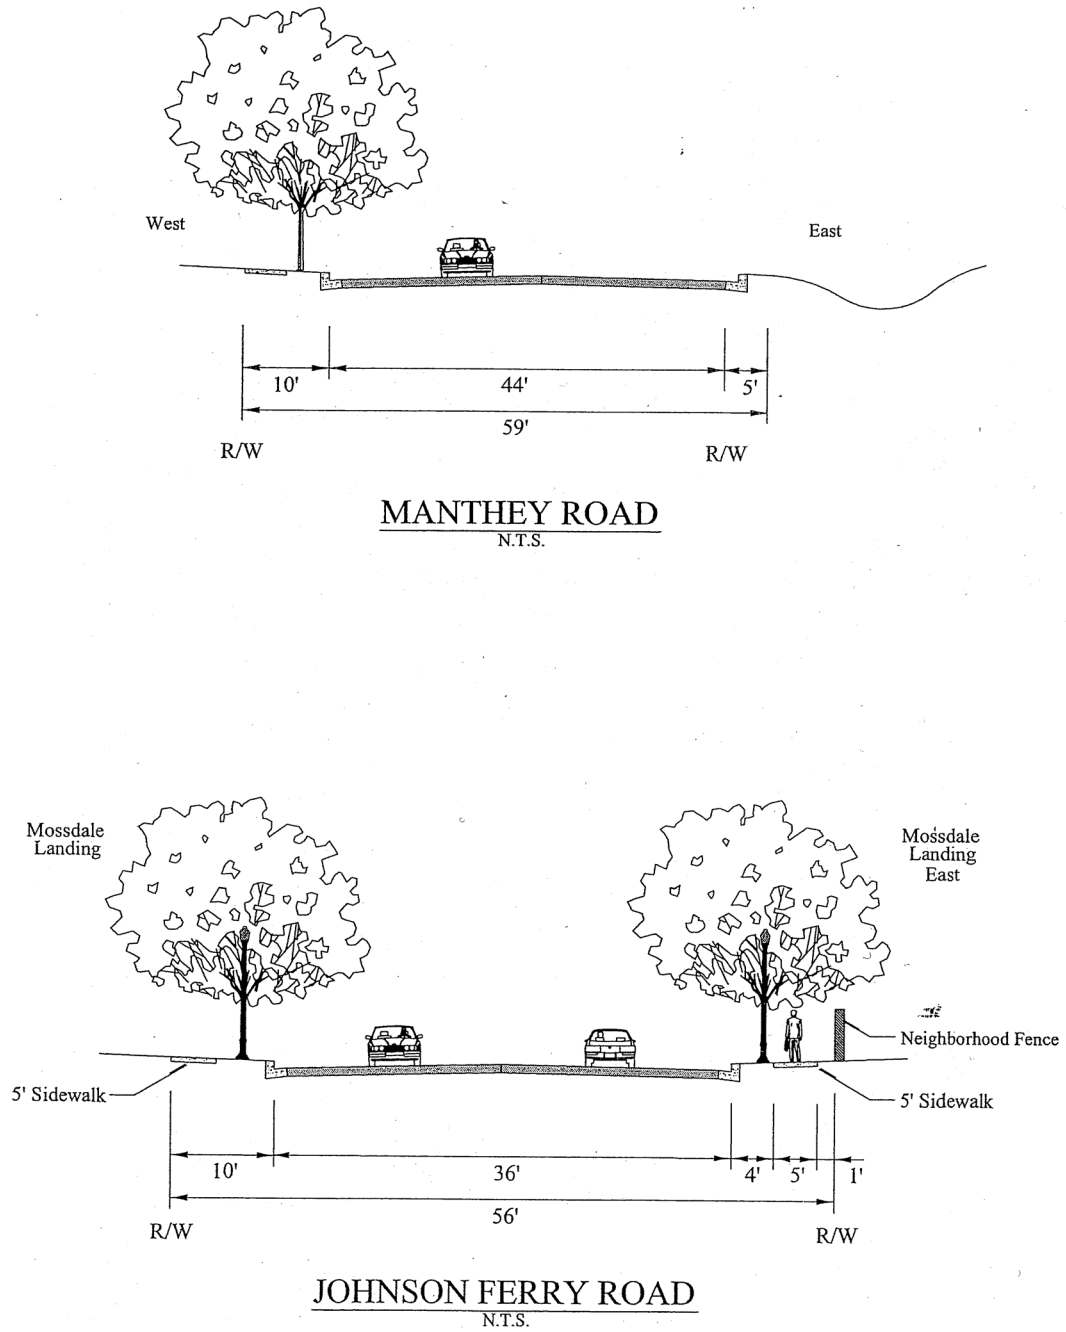 West
East
10'
44'
5'
59'
R/W
R/W
MANTHEY ROAD
N.T.S.
Mossdale
Landing
Mossdale
Landing
East
Neighborhood Fence
5' Sidewalk
5' Sidewalk
10'
36'
4'
5'
1'
56'
R/W
R/W
JOHNSON FERRY ROAD
N.T.S.